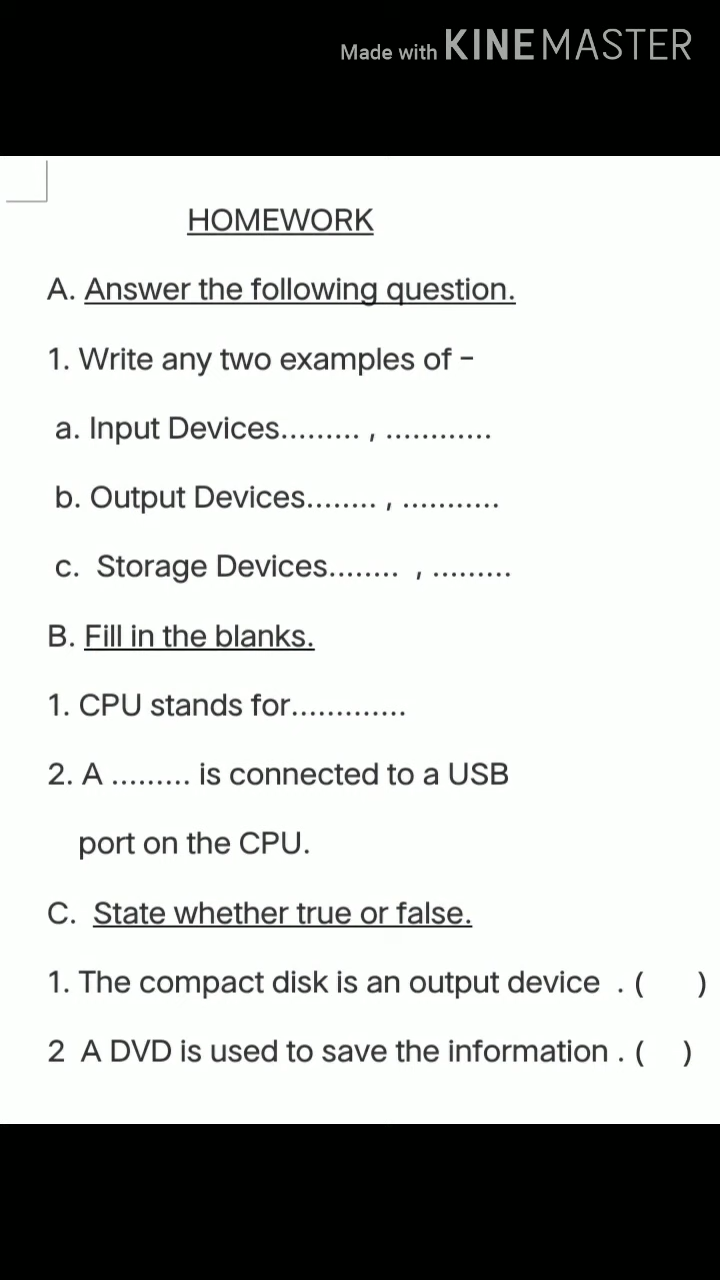 Made with KINEMASTER
HOMEWORK
A. Answer the following question.
1. Write any two examples of -
a. Input Devices......... , ............
b. Output Devices........ , ...........
c. Storage Devices........ , .........
B. Fill in the blanks.
1. CPU stands for.............
2. A ......... is connected to a USB
port on the CPU.
C. State whether true or false.
1. The compact disk is an output device . ( )
2 A DVD is used to save the information . ( )